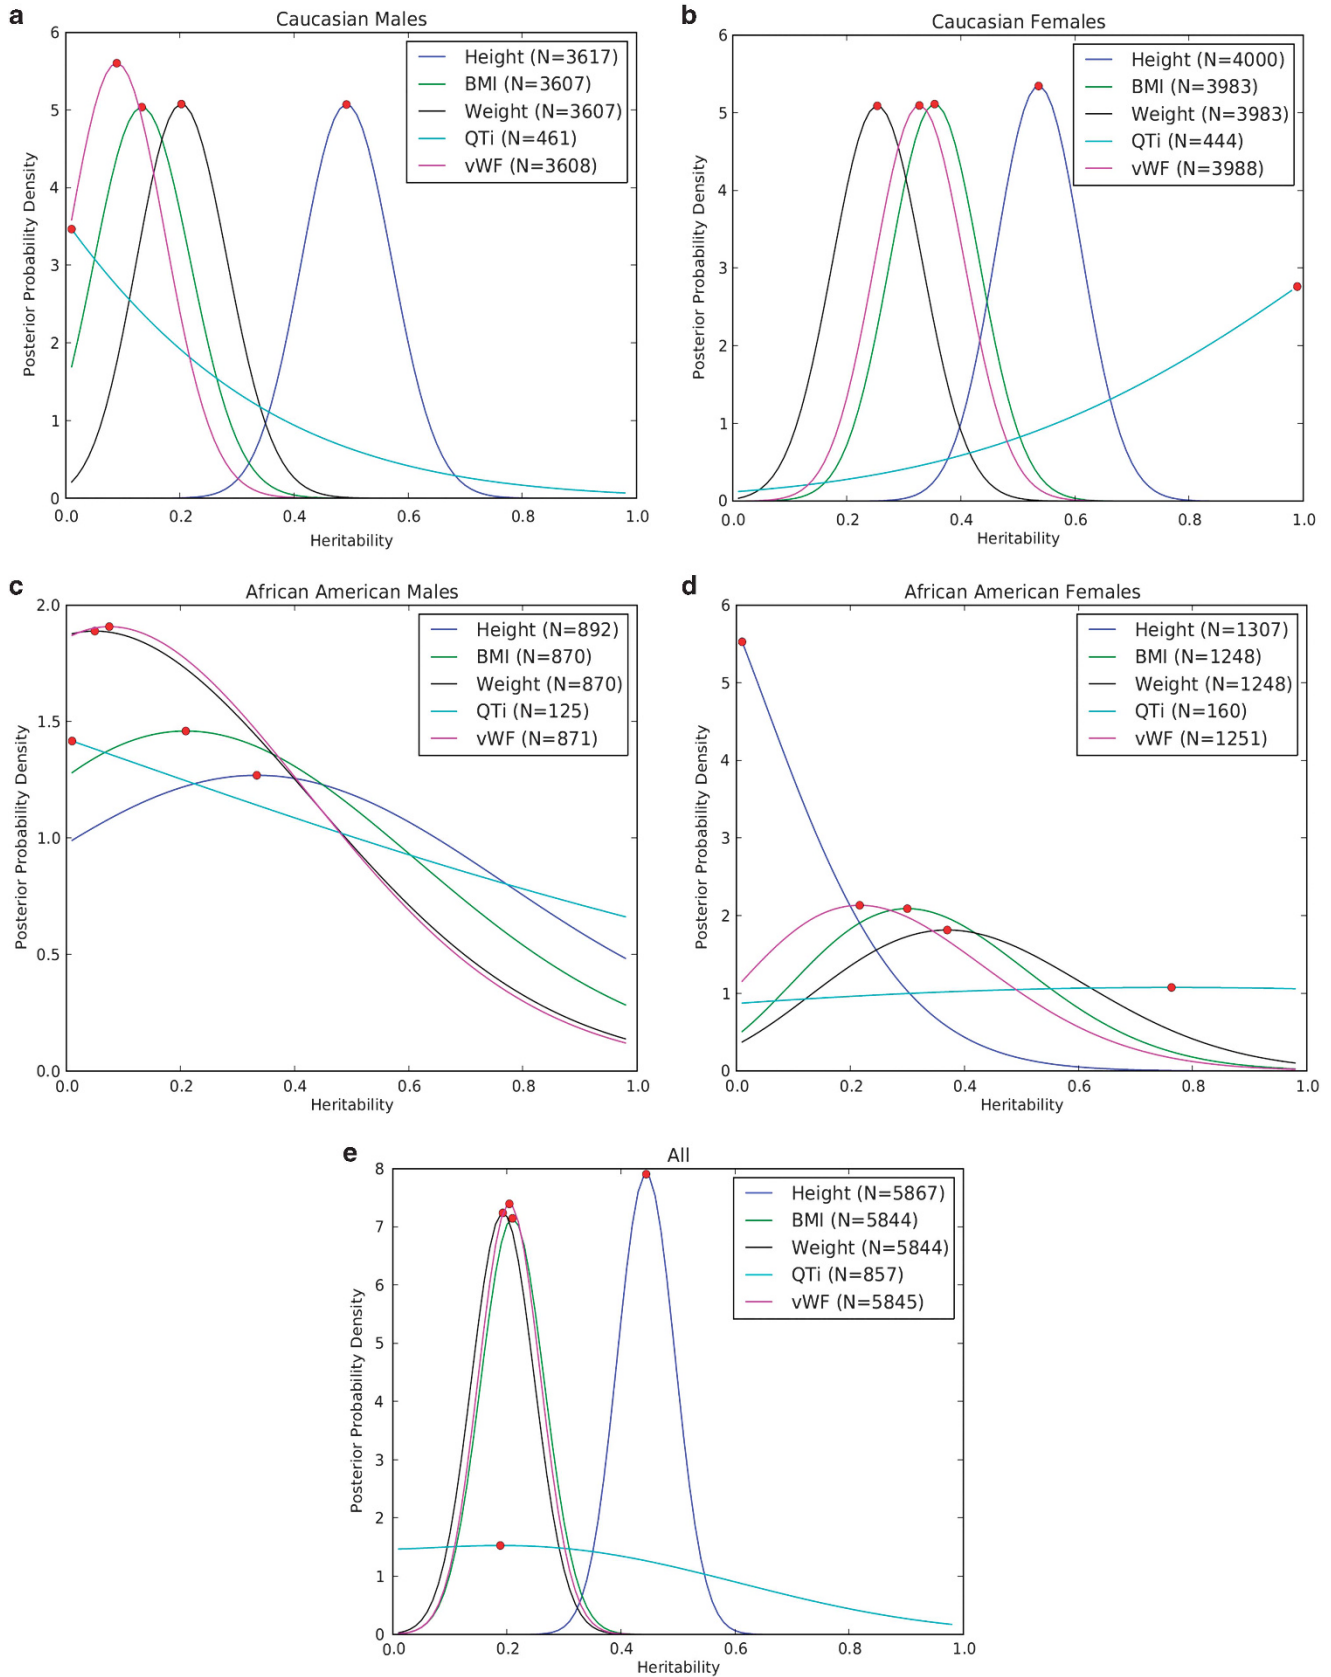 a
Caucasian Males
6
5
4
3
2
1
0
Posterior Probability Density
Height (N=3617)
BMI (N=3607)
Weight (N=3607)
QTi (N=461)
vWF (N=3608)
0.0 0.2 0.4 0.6 0.8 1.0
Heritability
b
Caucasian Females
6
5
4
3
2
1
0
Posterior Probability Density
Height (N=4000)
BMI (N=3983)
Weight (N=3983)
QTi (N=444)
vWF (N=3988)
0.0 0.2 0.4 0.6 0.8 1.0
Heritability
c
African American Males
2.0
1.5
1.0
0.5
0.0
Posterior Probability Density
Height (N=892)
BMI (N=870)
Weight (N=870)
QTi (N=125)
vWF (N=871)
0.0 0.2 0.4 0.6 0.8 1.0
Heritability
d
African American Females
6
5
4
3
2
1
0
Posterior Probability Density
Height (N=1307)
BMI (N=1248)
Weight (N=1248)
QTi (N=160)
vWF (N=1251)
0.0 0.2 0.4 0.6 0.8 1.0
Heritability
e
All
8
7
6
5
4
3
2
1
0
Posterior Probability Density
Height (N=5867)
BMI (N=5844)
Weight (N=5844)
QTi (N=857)
vWF (N=5845)
0.0 0.2 0.4 0.6 0.8 1.0
Heritability